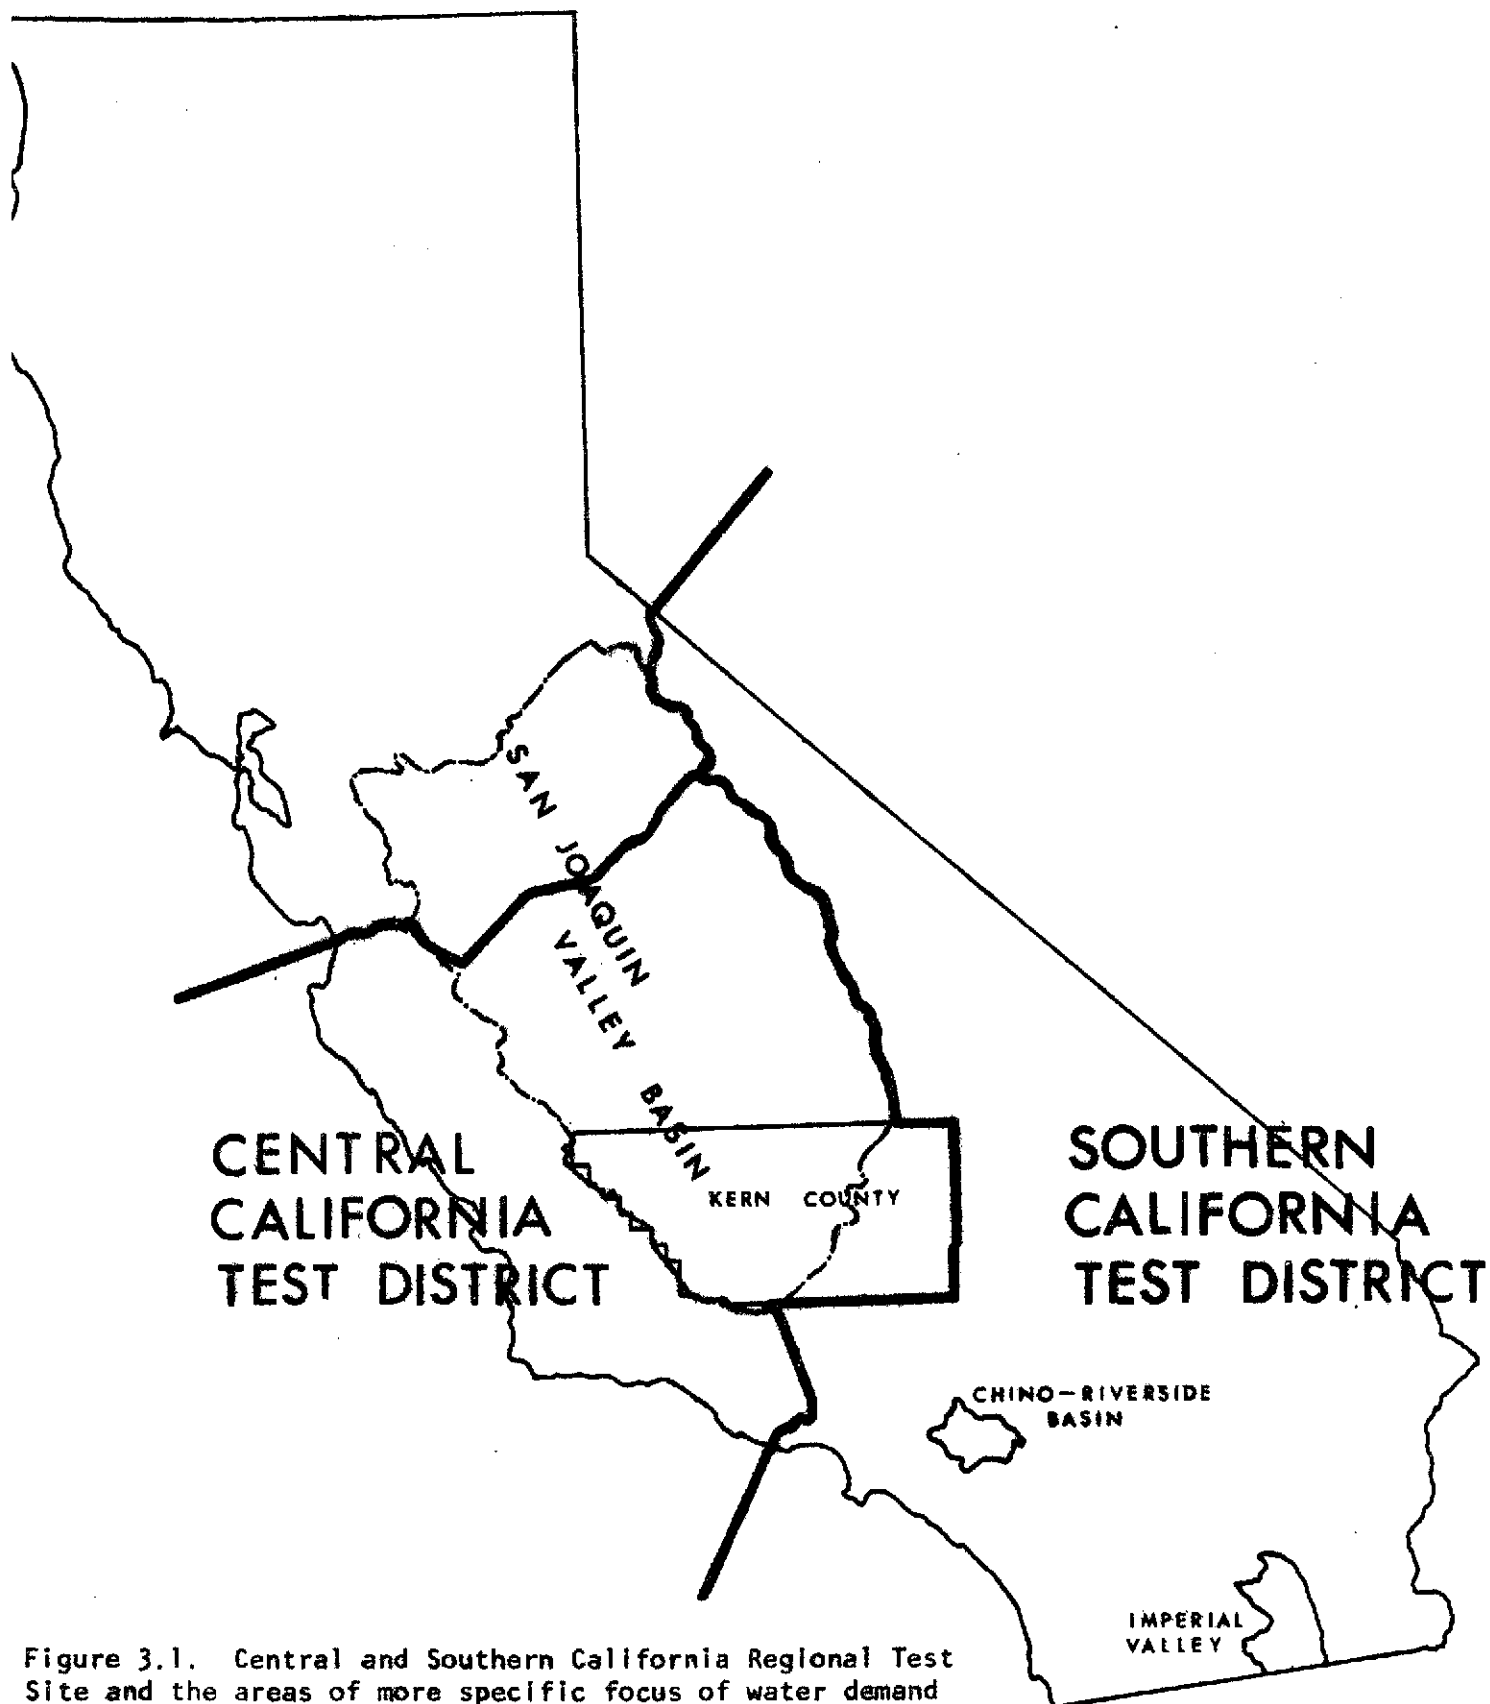 SAN JOAQUIN
VALLEY BASIN
CENTRAL
CALIFORNIA
TEST DISTRICT
KERN COUNTY
SOUTHERN
CALIFORNIA
TEST DISTRICT
CHINO-RIVERSIDE
BASIN
IMPERIAL
VALLEY
Figure 3.1. Central and Southern California Regional Test
Site and the areas of more specific focus of water demand